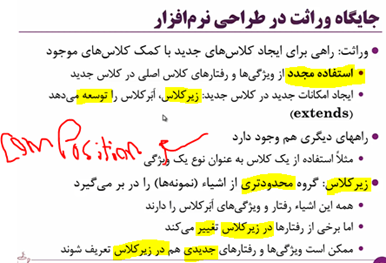 جایگاه وراثت در طراحی نرم‌افزار
وراثت: راهی برای ایجاد کلاس‌های جدید با کمک کلاس‌های موجود
استفاده مجدد از ویژگی‌ها و رفتارهای کلاس اصلی در کلاس جدید
ایجاد امکانات جدید در کلاس جدید: زیرکلاس، اَبَرکلاس را توسعه می‌دهد
(extends)
راههای دیگری هم وجود دارد
Composition
مثلاً استفاده از یک کلاس به عنوان نوع یک ویژگی
زیرکلاس: گروه محدودتری از اشیاء (نمونه‌ها) را در بر می‌گیرد
همه این اشیاء رفتار و ویژگی‌های اَبَرکلاس را دارند
اما برخی از رفتارها در زیرکلاس تغییر می‌کند
ممکن است ویژگی‌ها و رفتارهای جدیدی هم در زیرکلاس تعریف شوند